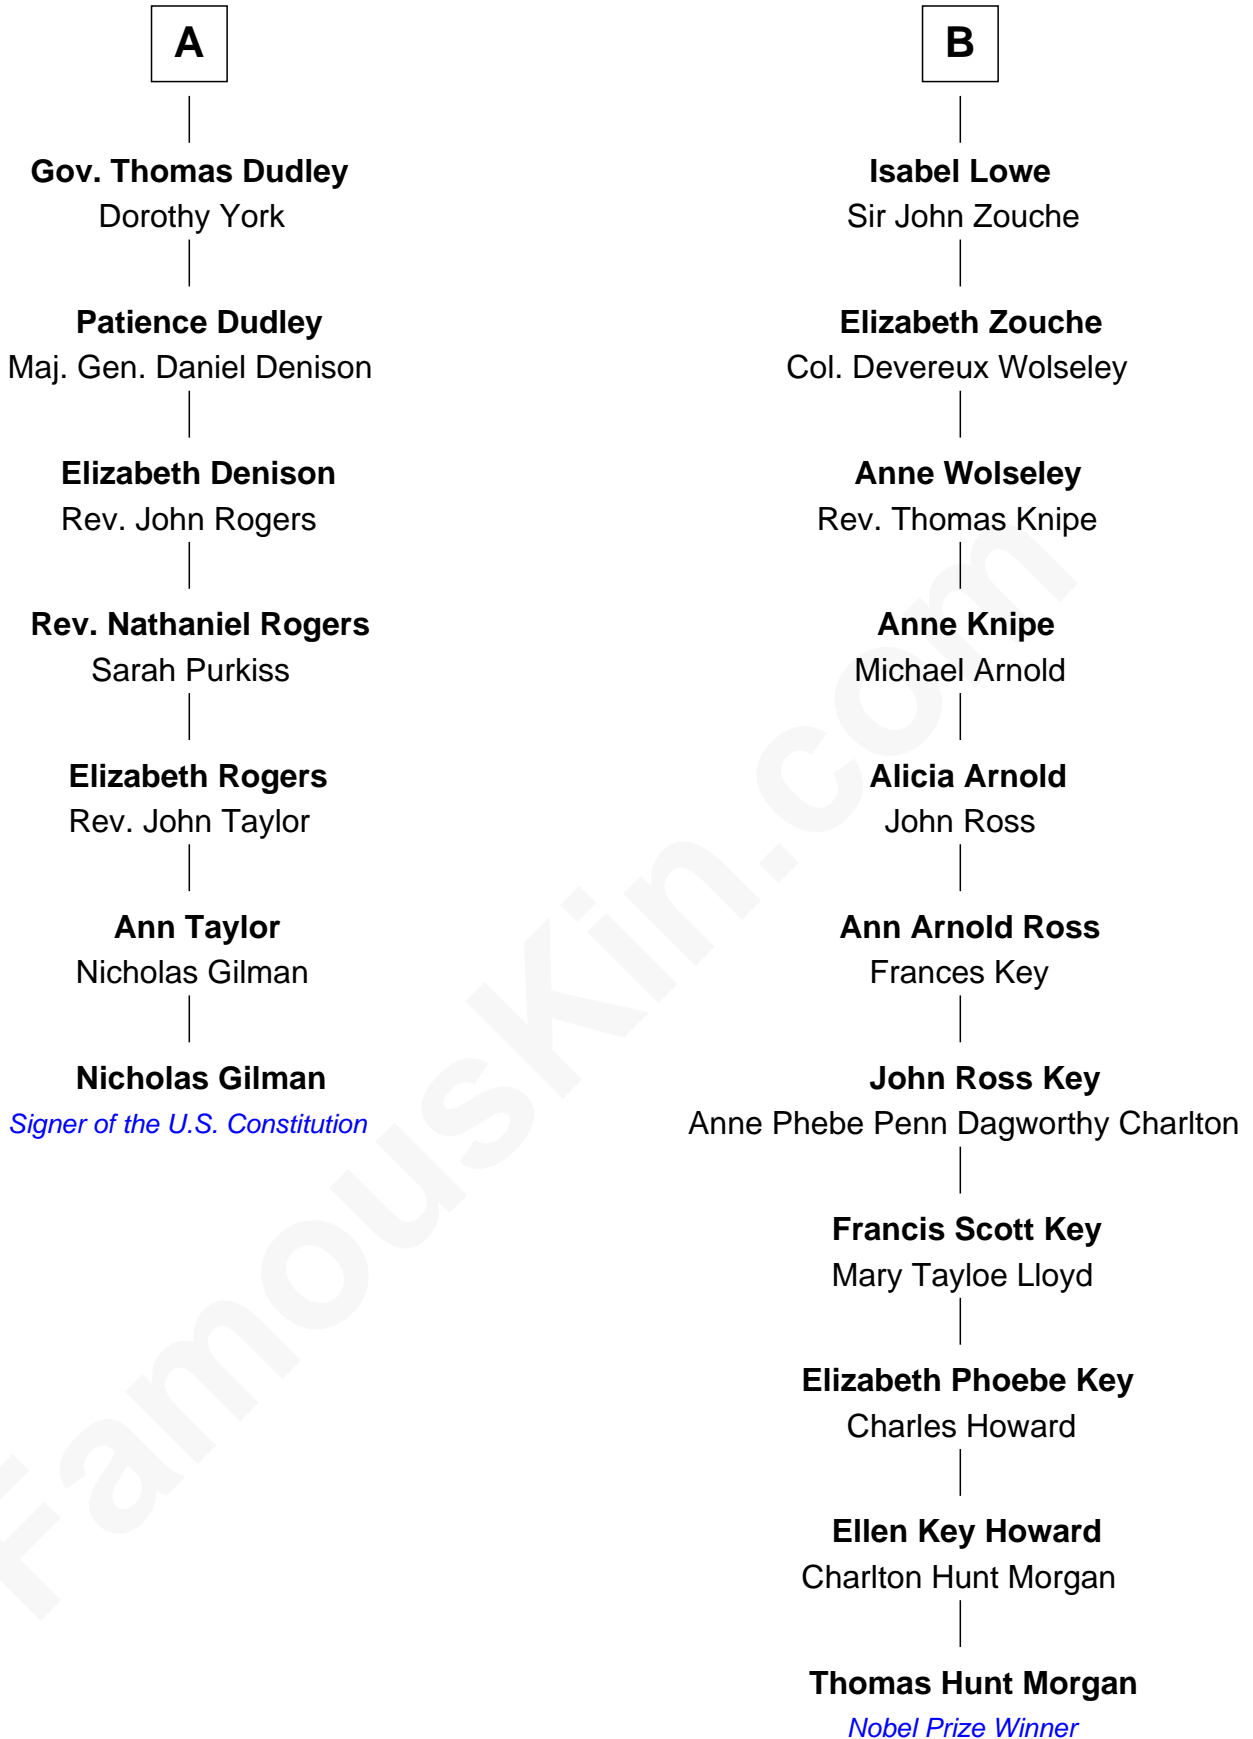 A
Gov. Thomas Dudley
Dorothy York
Patience Dudley
Maj. Gen. Daniel Denison
Elizabeth Denison
Rev. John Rogers
Rev. Nathaniel Rogers
Sarah Purkiss
Elizabeth Rogers
Rev. John Taylor
Ann Taylor
Nicholas Gilman
Nicholas Gilman
Signer of the U.S. Constitution
B
Isabel Lowe
Sir John Zouche
Elizabeth Zouche
Col. Devereux Wolseley
Anne Wolseley
Rev. Thomas Knipe
Anne Knipe
Michael Arnold
Alicia Arnold
John Ross
Ann Arnold Ross
Frances Key
John Ross Key
Anne Phebe Penn Dagworthy Charlton
Francis Scott Key
Mary Tayloe Lloyd
Elizabeth Phoebe Key
Charles Howard
Ellen Key Howard
Charlton Hunt Morgan
Thomas Hunt Morgan
Nobel Prize Winner
FamousKin.com